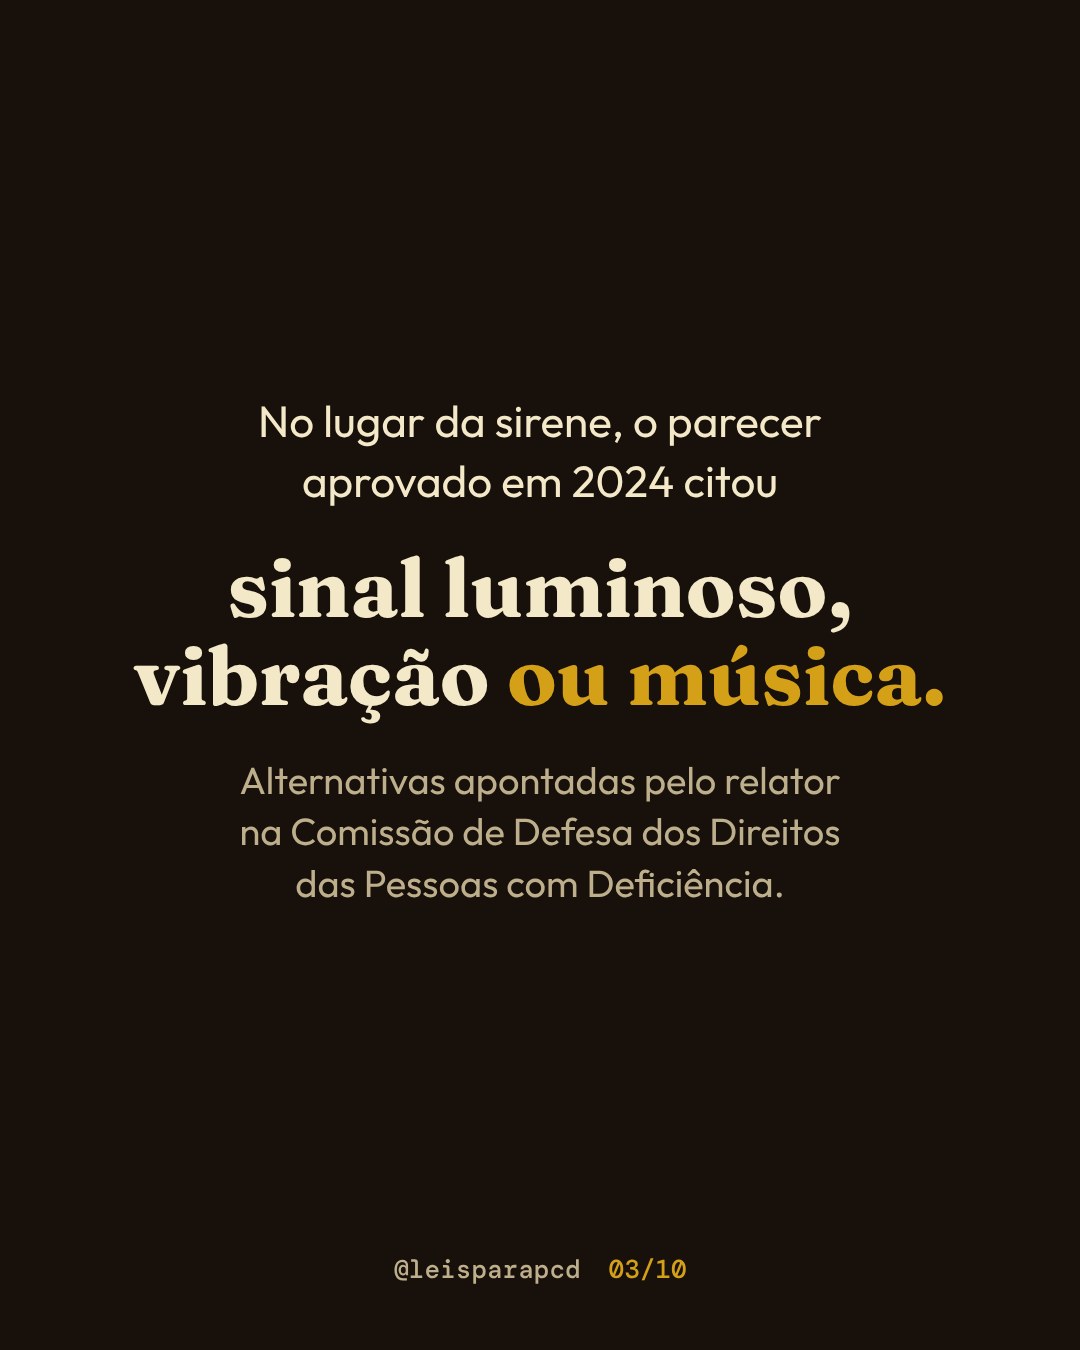 No lugar da sirene, o parecer
aprovado em 2024 citou
sinal luminoso,
vibração ou música.
Alternativas apontadas pelo relator
na Comissão de Defesa dos Direitos
das Pessoas com Deficiência.
@leisparapcd 03/10